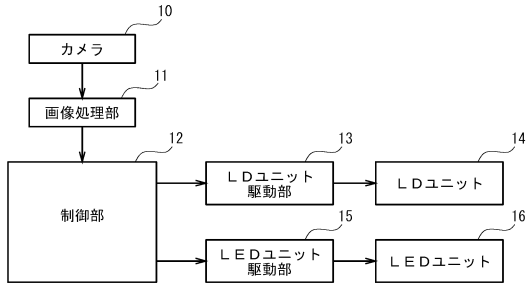 10
カメラ
11
画像処理部
12
制御部
13
LDユニット
駆動部
14
LDユニット
15
LEDユニット
駆動部
16
LEDユニット